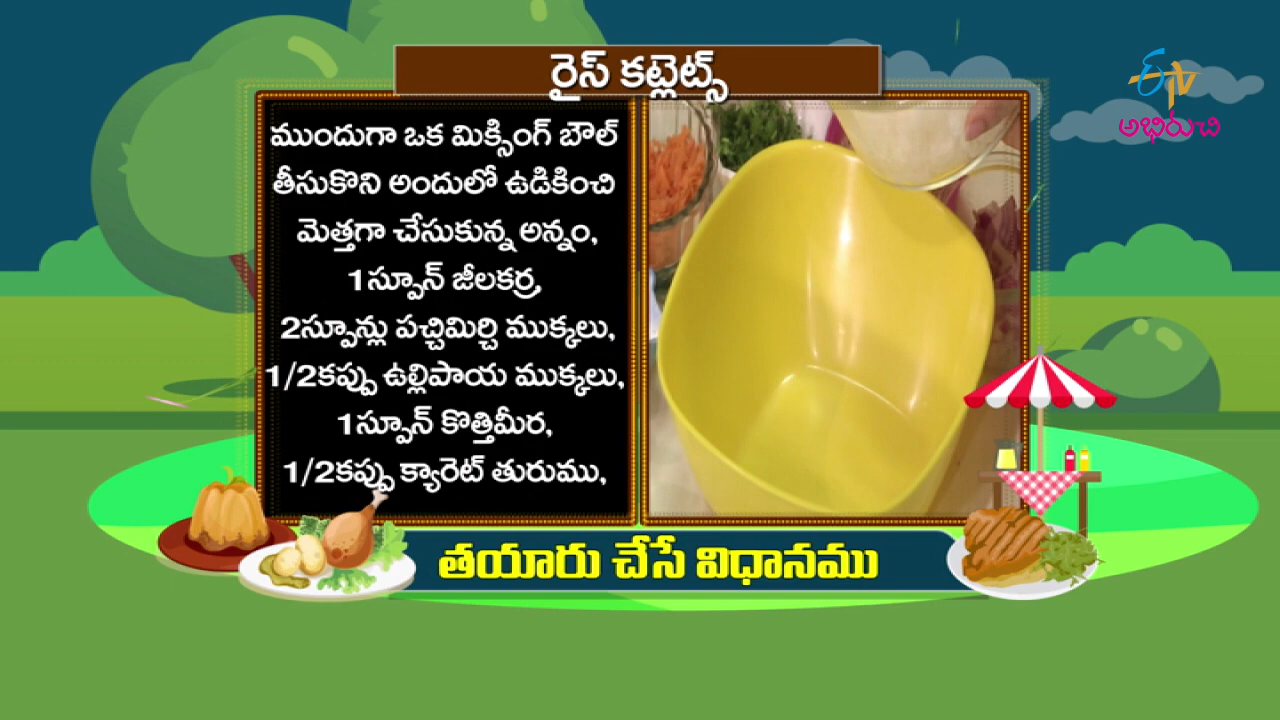 రైస్ కట్లెట్స్
ETV
అభిరుచి
ముందుగా ఒక మిక్సింగ్ బౌల్
తీసుకొని అందులో ఉడికించి
మెత్తగా చేసుకున్న అన్నం,
1స్పూన్ జీలకర్ర,
2స్పూన్లు పచ్చిమిర్చి ముక్కలు,
1/2కప్పు ఉల్లిపాయ ముక్కలు,
1స్పూన్ కొత్తిమీర,
1/2కప్పు క్యారెట్ తురుము,
తయారు చేసే విధానము